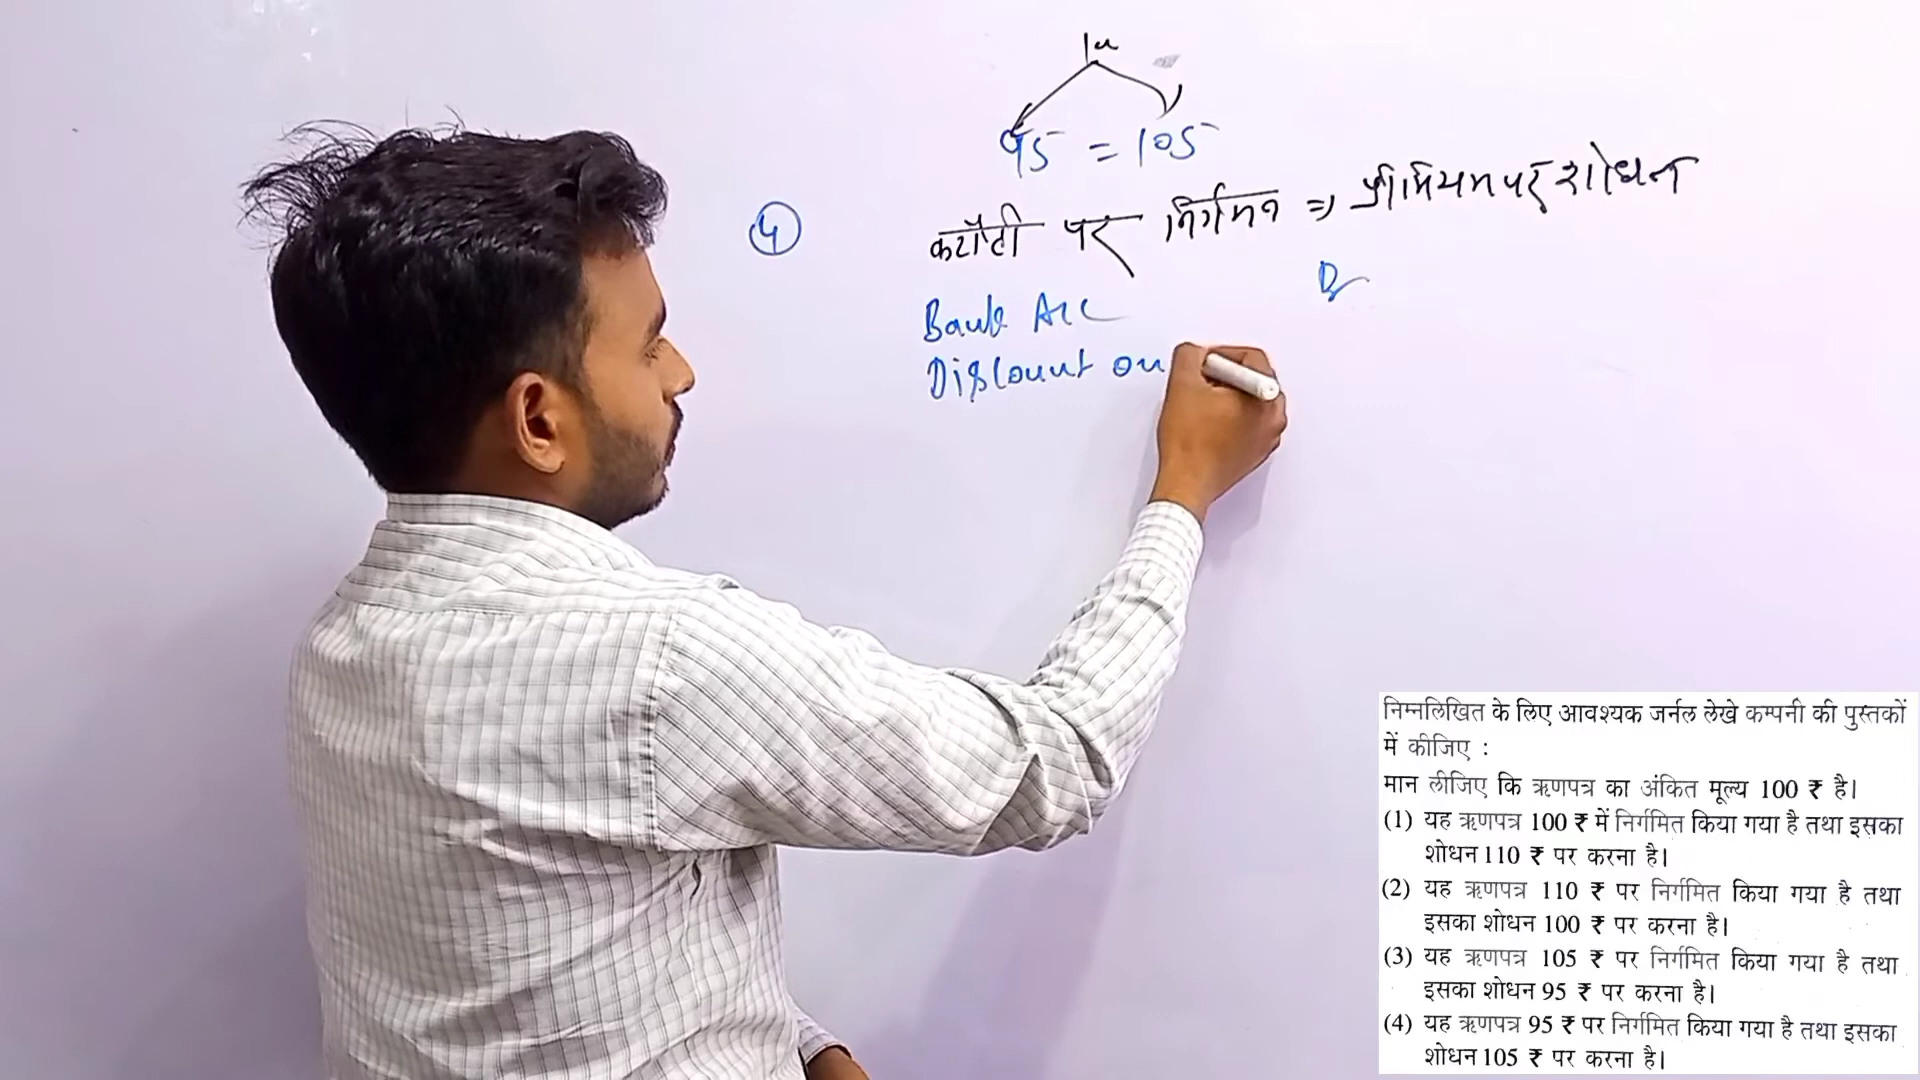 95 = 105
कटौती पर निर्गमन ⇒ प्रीमियम पर शोधन
Dr
Bank A/c
Discount on
निम्नलिखित के लिए आवश्यक जर्नल लेखे कम्पनी की पुस्तकों
में कीजिए :
मान लीजिए कि ऋणपत्र का अंकित मूल्य 100 ₹ है।
(1) यह ऋणपत्र 100 ₹ में निर्गमित किया गया है तथा इसका
शोधन 110 ₹ पर करना है।
(2) यह ऋणपत्र 110 ₹ पर निर्गमित किया गया है तथा
इसका शोधन 100 ₹ पर करना है।
(3) यह ऋणपत्र 105 ₹ पर निर्गमित किया गया है तथा
इसका शोधन 95 ₹ पर करना है।
(4) यह ऋणपत्र 95 ₹ पर निर्गमित किया गया है तथा इसका
शोधन 105 ₹ पर करना है।